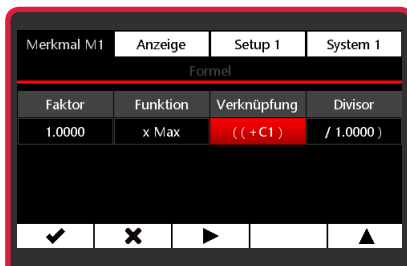 Merkmal M1 Anzeige Setup 1 System 1
Formel
Faktor Funktion Verknüpfung Divisor
1.0000 x Max ( ( +C1 ) / 1.0000 )